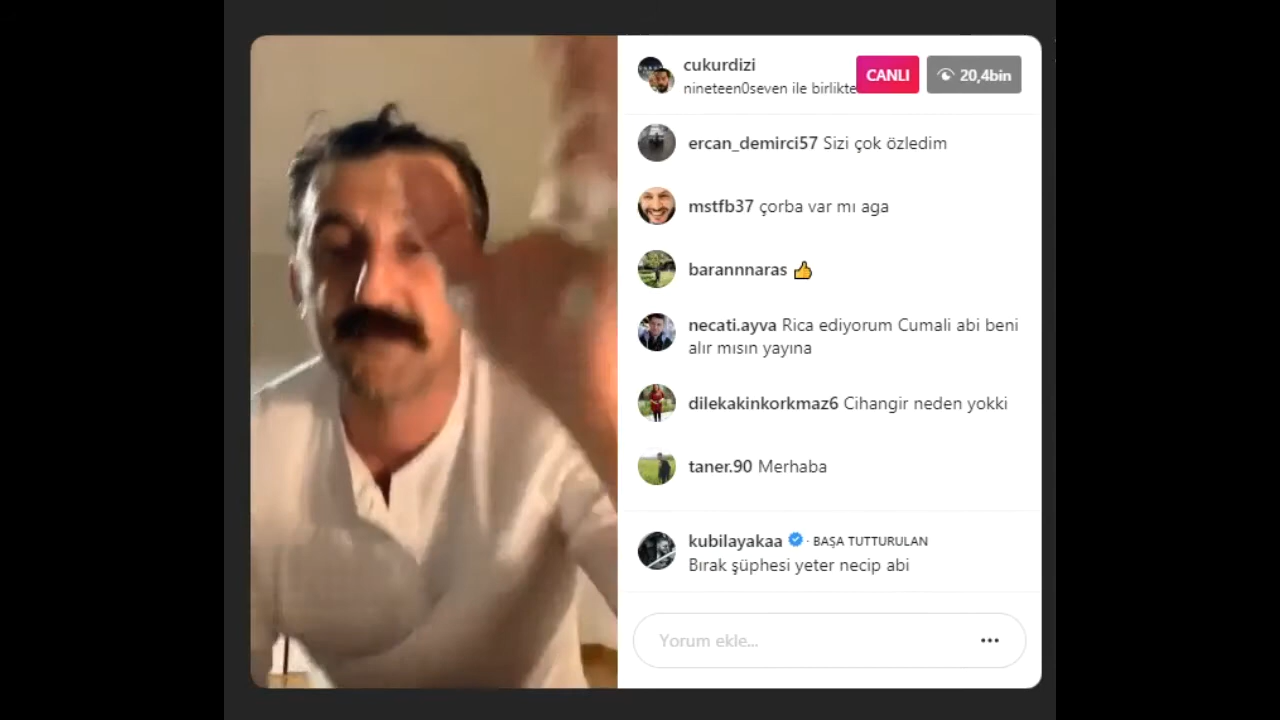 cukurdizi
nineteen0seven ile birlikte
CANLI
20,4bin
ercan_demirci57 Sizi çok özledim
mstfb37 çorba var mı aga
barannnaras 👍
necati.ayva Rica ediyorum Cumali abi beni
alır mısın yayına
dilekakinkorkmaz6 Cihangir neden yokki
taner.90 Merhaba
kubilayakaa · BAŞA TUTTURULAN
Bırak şüphesi yeter necip abi
Yorum ekle...